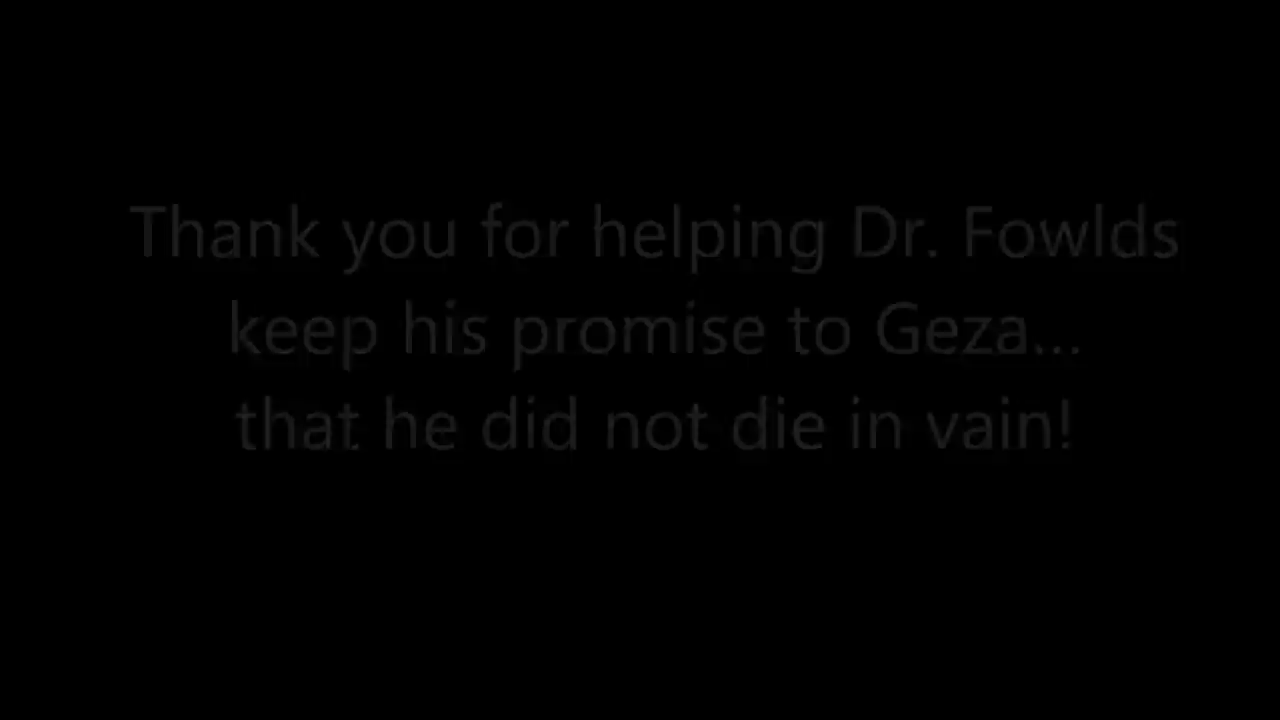 Thank you for helping Dr. Fowlds
keep his promise to Geza...
that he did not die in vain!